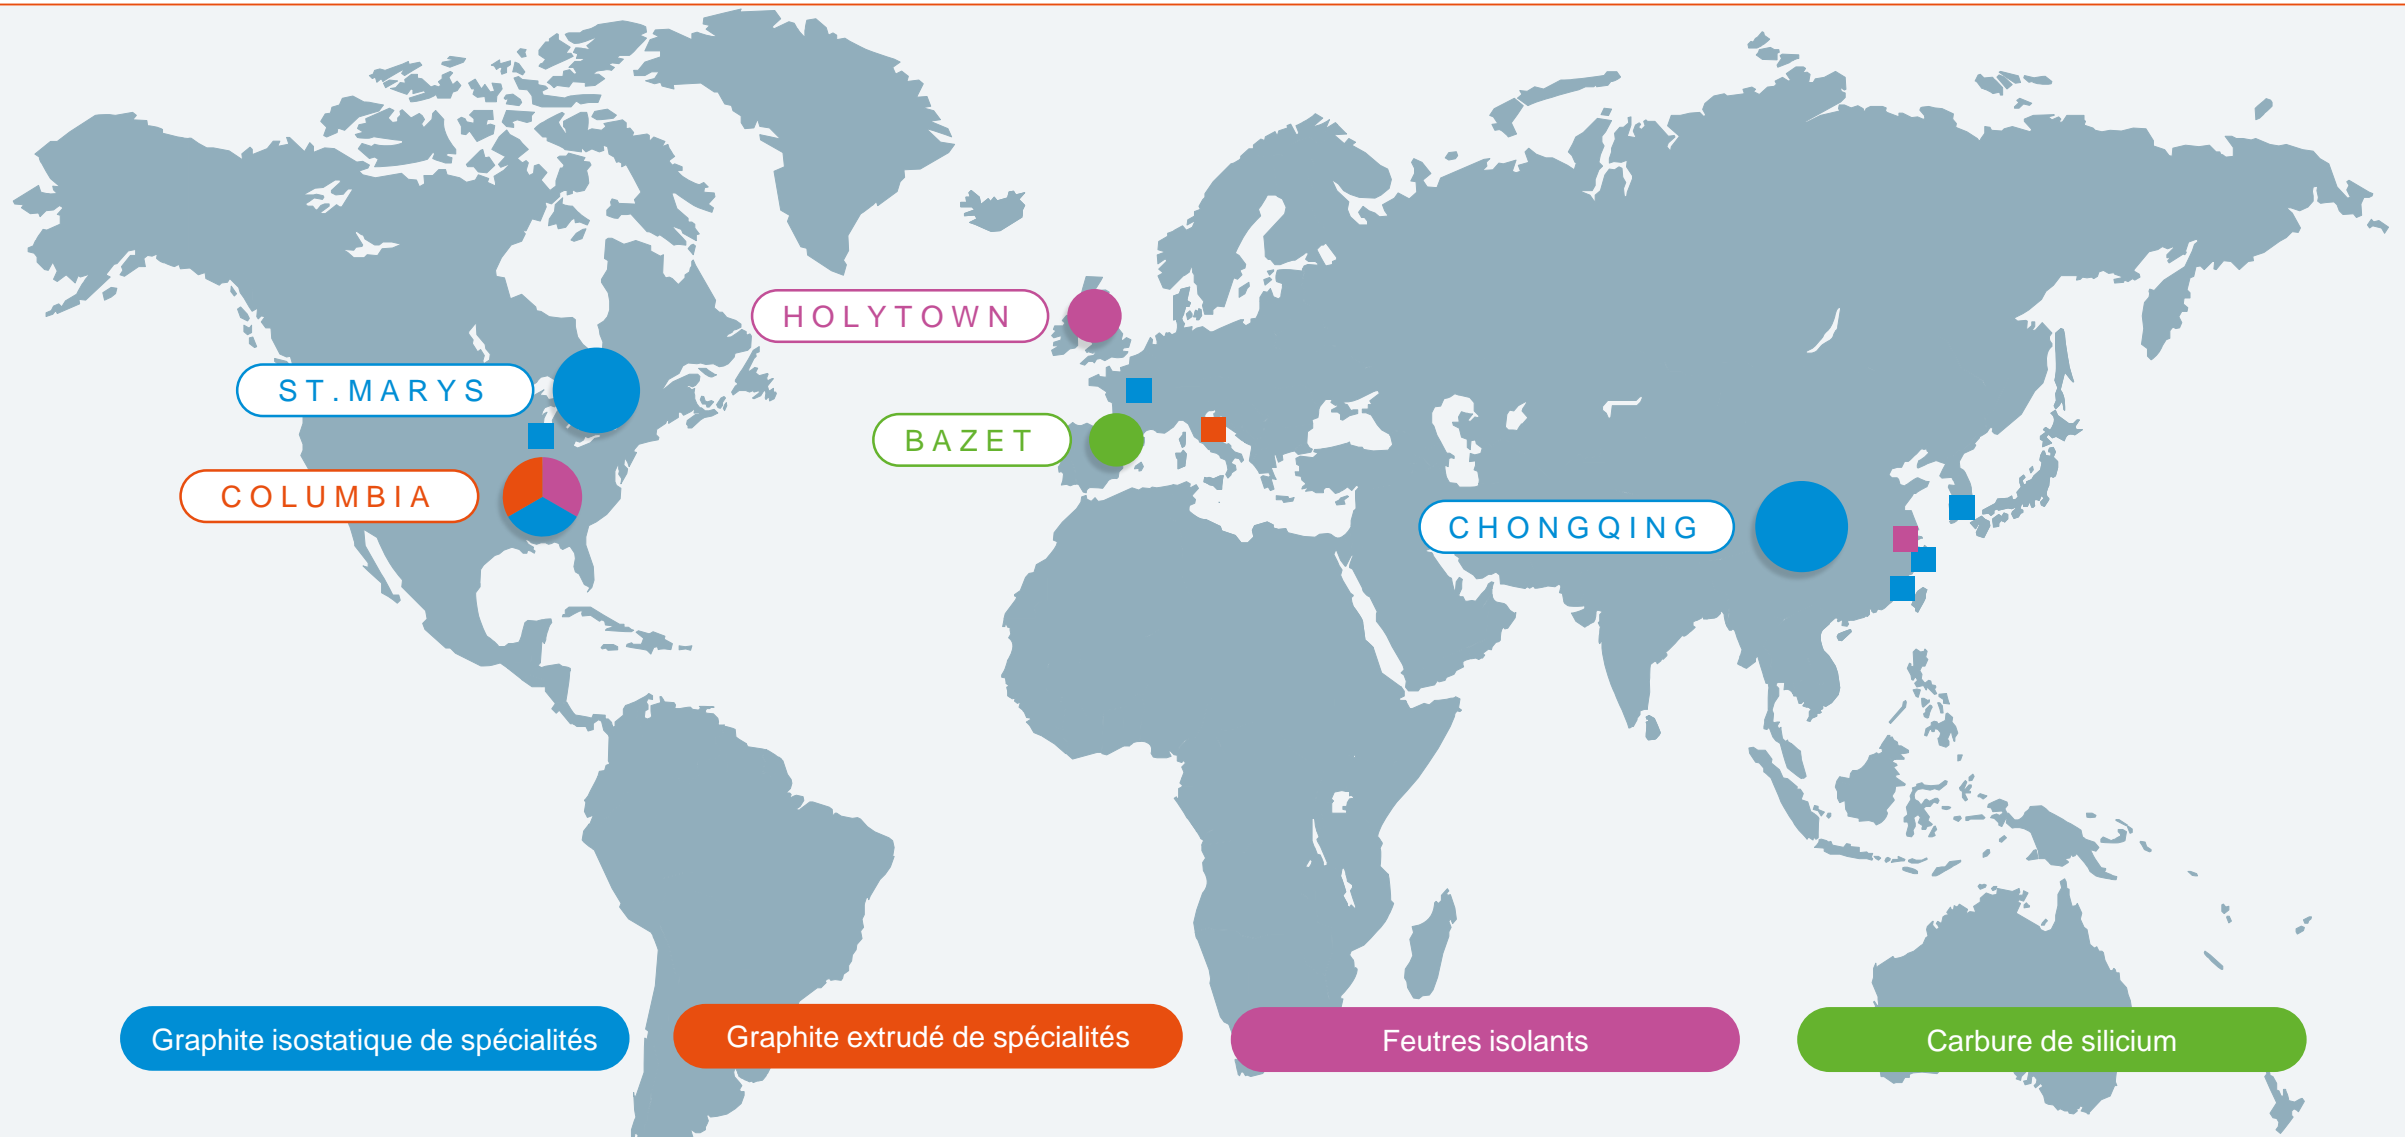 HOLYTOWN
ST.MARYS
BAZET
COLUMBIA
CHONGQING
Graphite isostatique de spécialités
Graphite extrudé de spécialités
Feutres isolants
Carbure de silicium